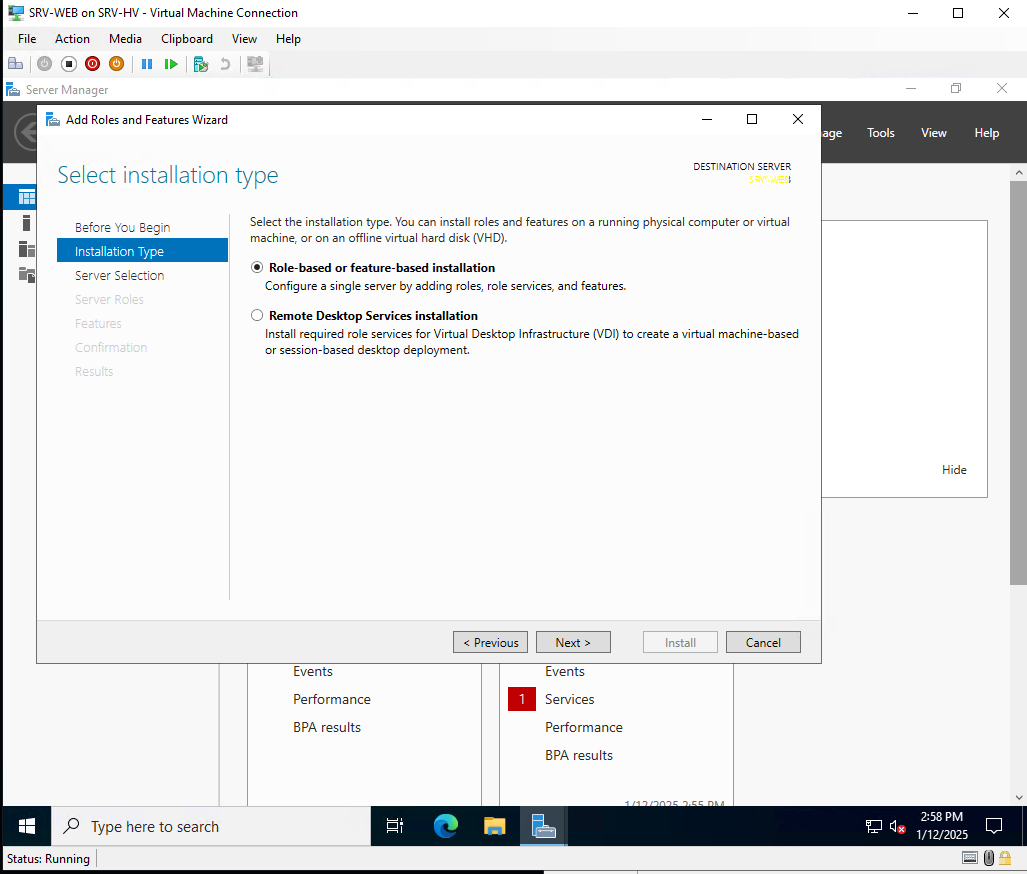 SRV-WEB on SRV-HV - Virtual Machine Connection
File Action Media Clipboard View Help
Server Manager
Add Roles and Features Wizard
Tools View Help
Select installation type
DESTINATION SERVER
SRV-WEB
Before You Begin
Installation Type
Server Selection
Server Roles
Features
Confirmation
Results
Select the installation type. You can install roles and features on a running physical computer or virtual
machine, or on an offline virtual hard disk (VHD).
Role-based or feature-based installation
Configure a single server by adding roles, role services, and features.
Remote Desktop Services installation
Install required role services for Virtual Desktop Infrastructure (VDI) to create a virtual machine-based
or session-based desktop deployment.
Hide
< Previous Next > Install Cancel
Events
Performance
BPA results
Events
1 Services
Performance
BPA results
1/12/2025 2:55 PM
Type here to search
2:58 PM
1/12/2025
Status: Running